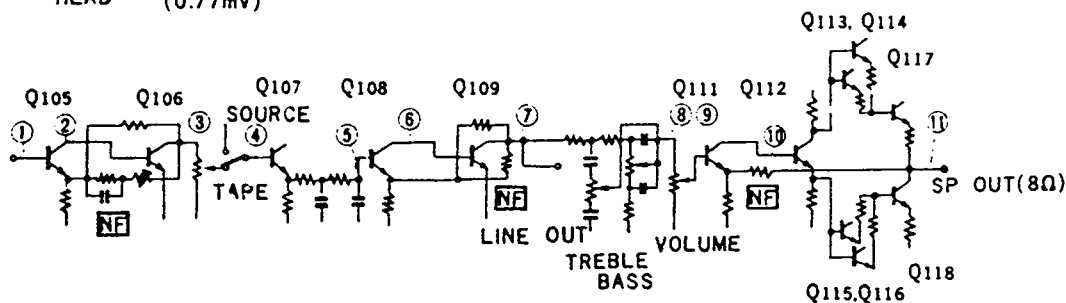 HEAD (0.77mV)
Q113, Q114
Q117
Q105
Q106
Q107
Q108
Q109
Q111
Q112
SOURCE
① ② ③ ④ ⑤ ⑥ ⑦ ⑧ ⑨ ⑩ ⑪
TAPE
NF
NF
NF
SP OUT(8Ω)
LINE OUT
VOLUME
TREBLE
BASS
Q118
Q115,Q116